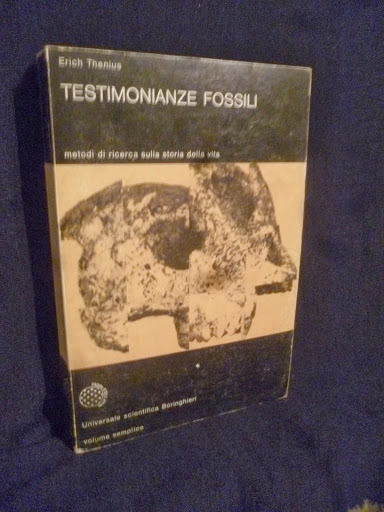 Erich Thenius
TESTIMONIANZE FOSSILI
metodi di ricerca sulla storia della vita
Universale scientifica Boringhieri
volume semplice